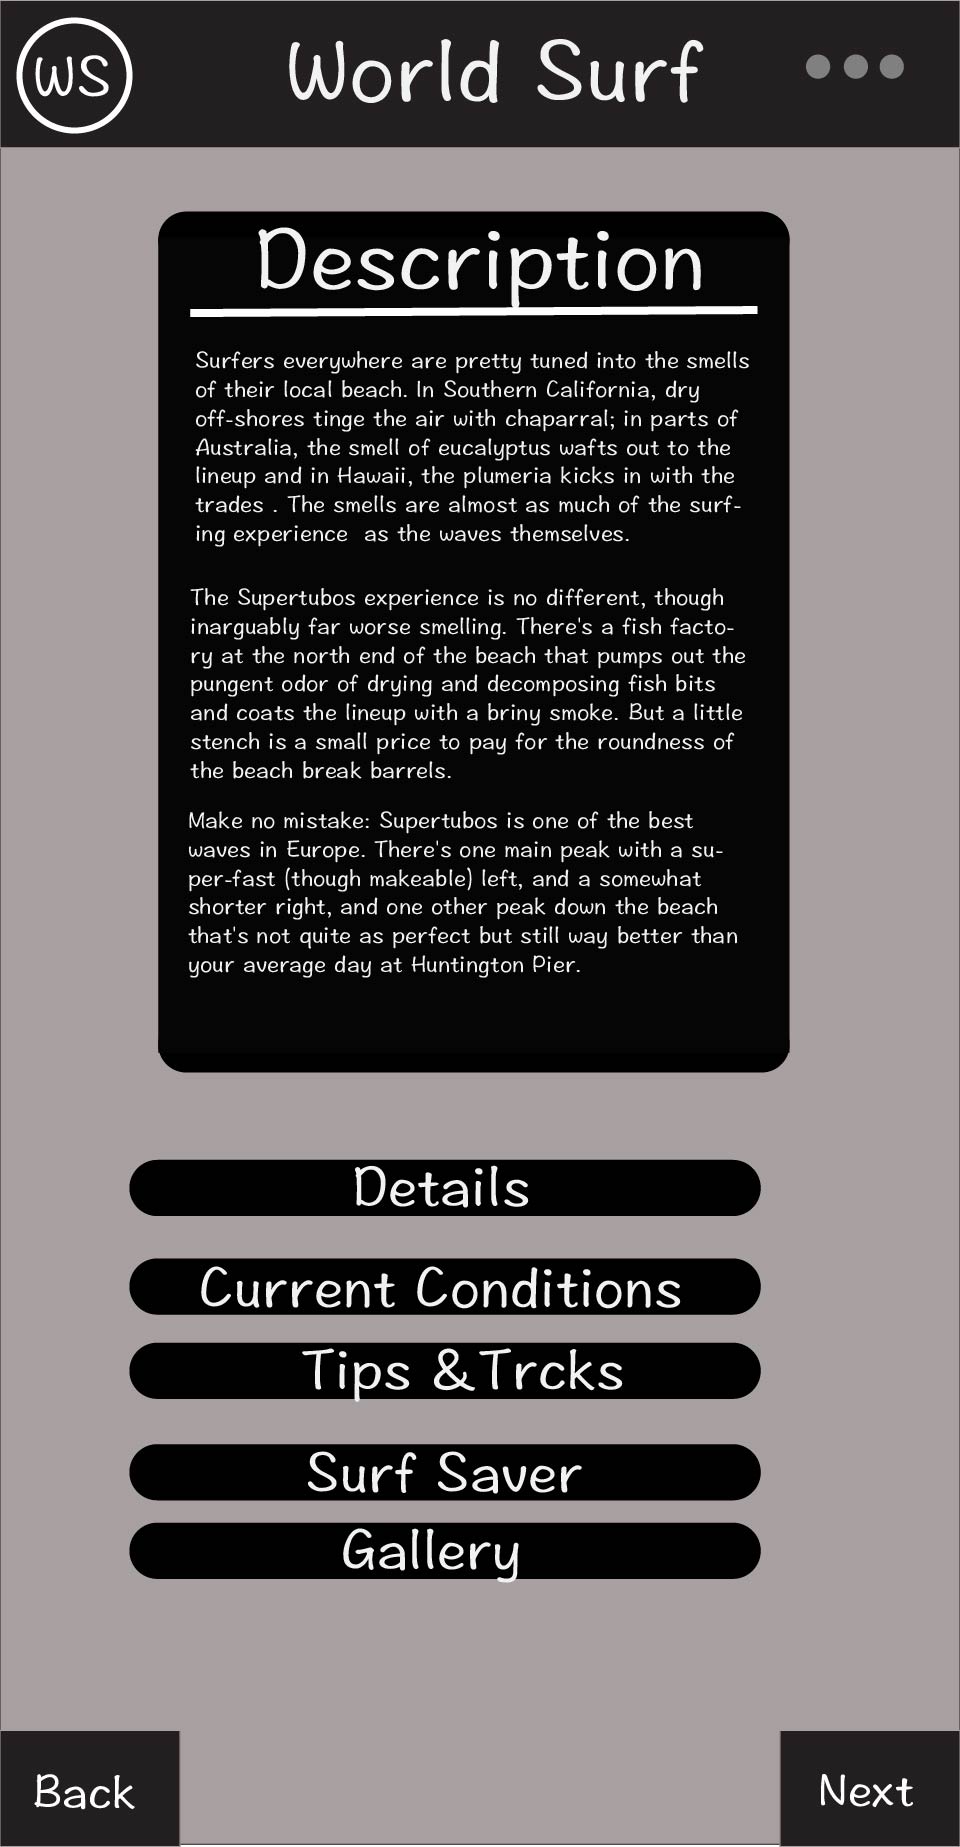 WS
World Surf
Description
Surfers everywhere are pretty tuned into the smells
of their local beach. In Southern California, dry
off-shores tinge the air with chaparral; in parts of
Australia, the smell of eucalyptus wafts out to the
lineup and in Hawaii, the plumeria kicks in with the
trades . The smells are almost as much of the surf-
ing experience  as the waves themselves.
The Supertubos experience is no different, though
inarguably far worse smelling. There's a fish facto-
ry at the north end of the beach that pumps out the
pungent odor of drying and decomposing fish bits
and coats the lineup with a briny smoke. But a little
stench is a small price to pay for the roundness of
the beach break barrels.
Make no mistake: Supertubos is one of the best
waves in Europe. There's one main peak with a su-
per-fast (though makeable) left, and a somewhat
shorter right, and one other peak down the beach
that's not quite as perfect but still way better than
your average day at Huntington Pier.
Details
Current Conditions
Tips &Trcks
Surf Saver
Gallery
Back
Next